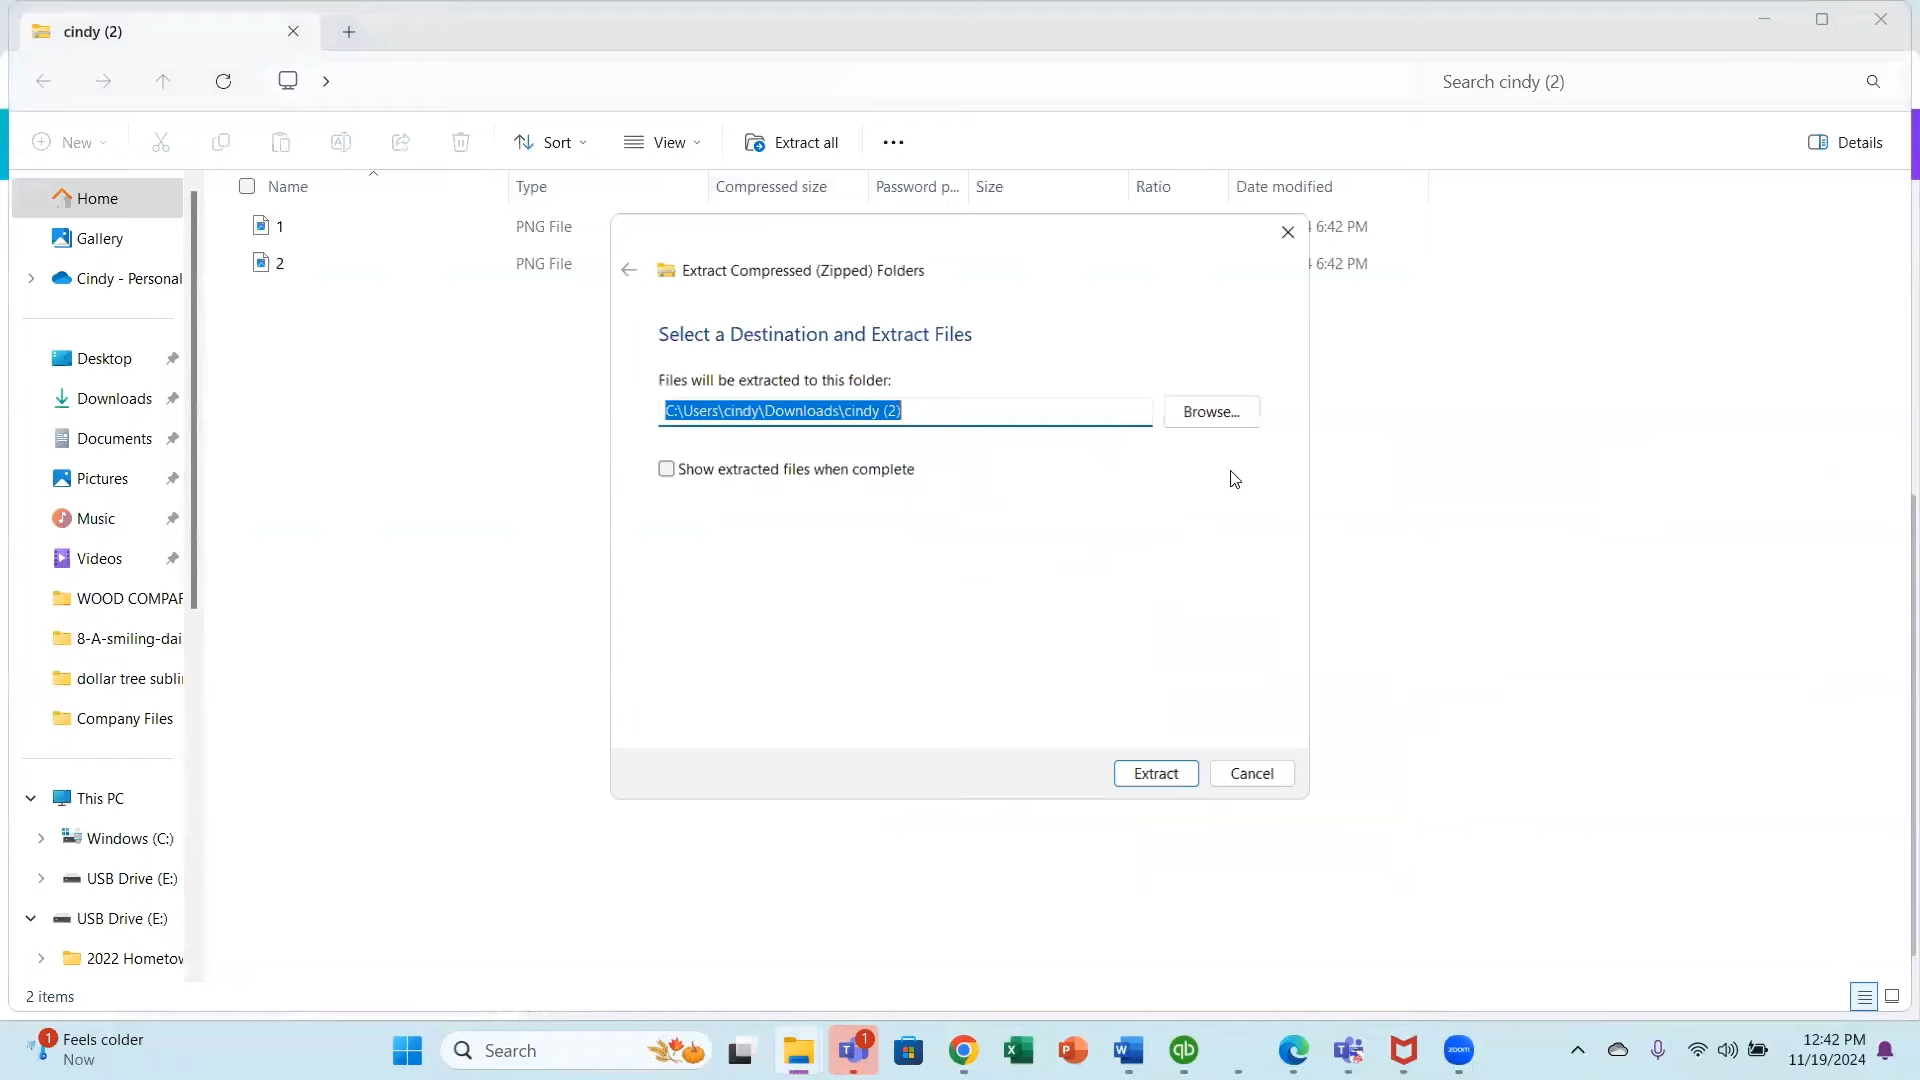 cindy (2)
Search cindy (2)
New
Sort
View
Extract all
Details
Name
Type
Compressed size
Password p...
Size
Ratio
Date modified
1
PNG File
6:42 PM
2
PNG File
6:42 PM
Extract Compressed (Zipped) Folders
Select a Destination and Extract Files
Files will be extracted to this folder:
C:\Users\cindy\Downloads\cindy (2)
Browse...
Show extracted files when complete
Extract
Cancel
Home
Gallery
Cindy - Personal
Desktop
Downloads
Documents
Pictures
Music
Videos
WOOD COMPAR
8-A-smiling-dai
dollar tree subli
Company Files
This PC
Windows (C:)
USB Drive (E:)
USB Drive (E:)
2022 Hometow
2 items
1
Feels colder
Now
Search
1
zoom
12:42 PM
11/19/2024